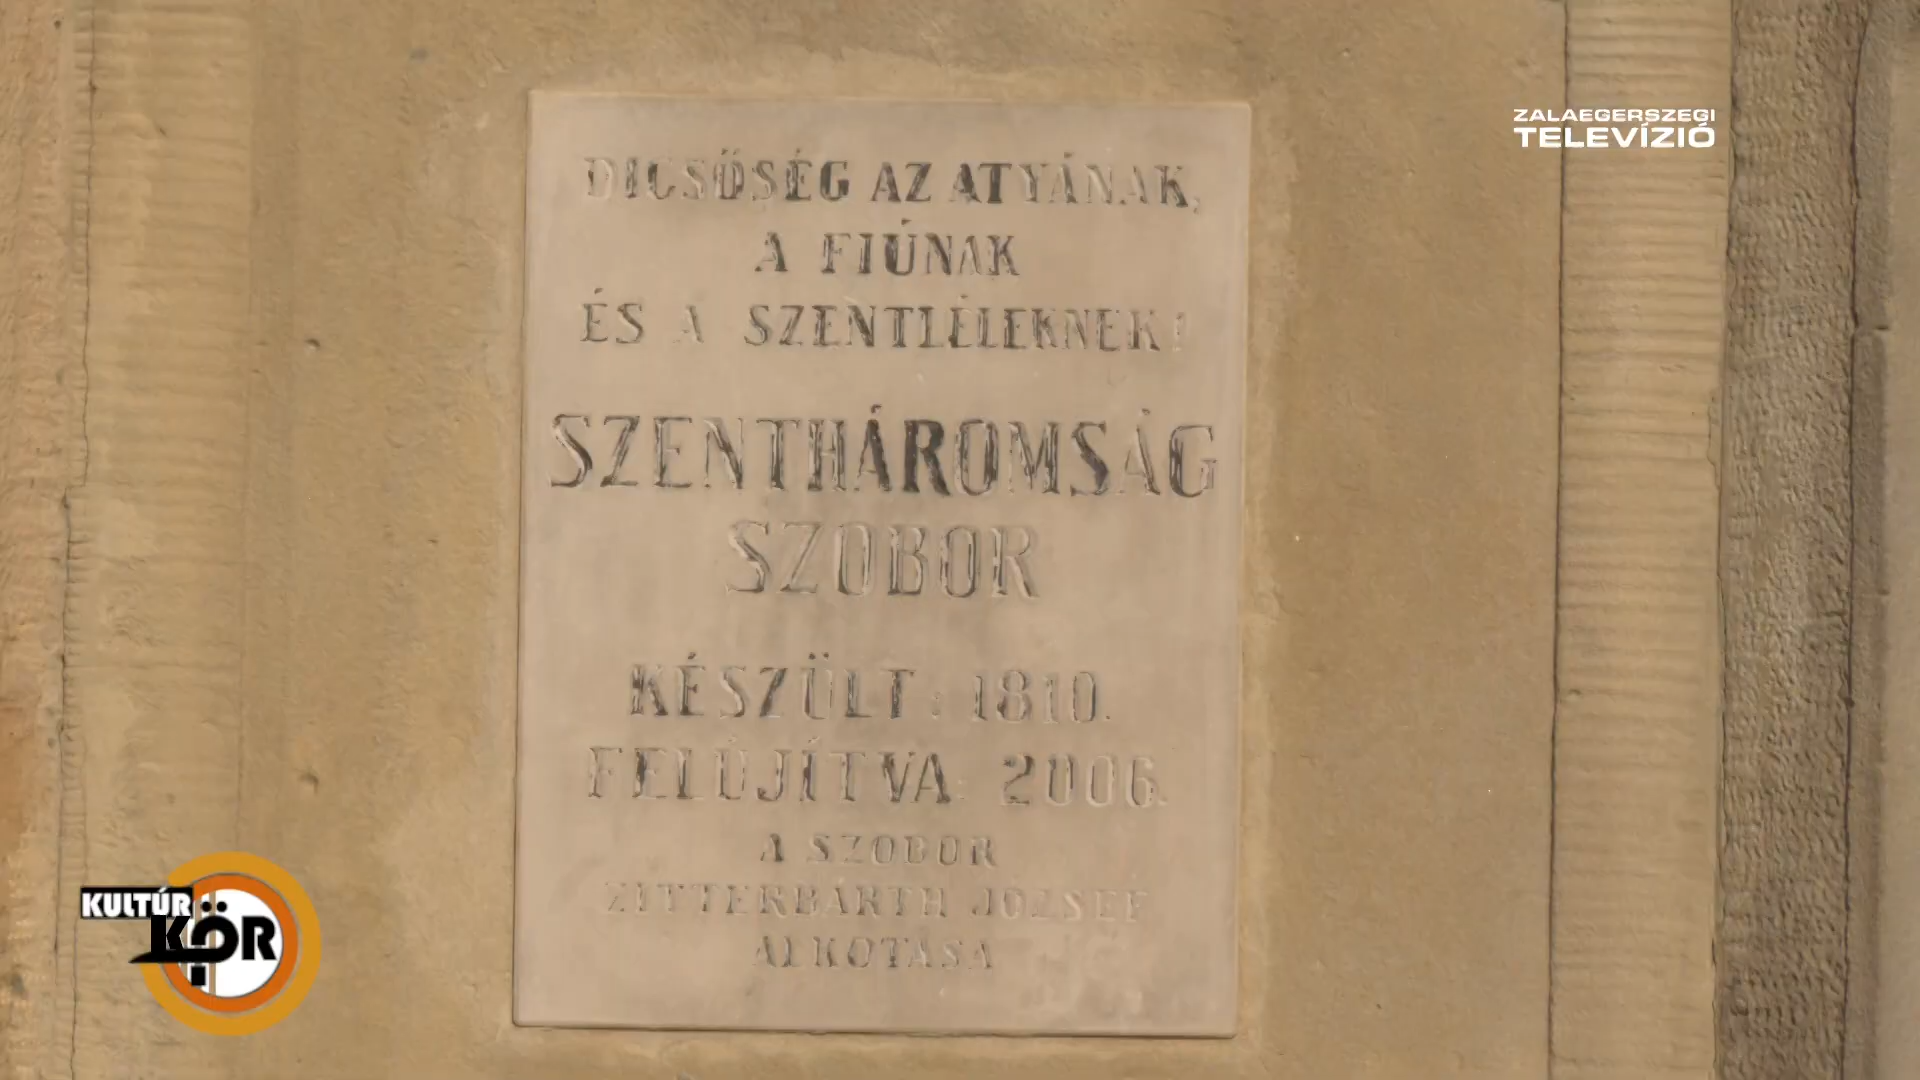 ZALAEGERSZEGI
TELEVÍZIÓ
DICSŐSÉG AZ ATYÁNAK,
A FIÚNAK
ÉS A SZENTLÉLEKNEK!
SZENTHÁROMSÁG
SZOBOR
KÉSZÜLT: 1810.
FELÚJÍTVA: 2006.
A SZOBOR
ZITTERBARTH JÓZSEF
ALKOTÁSA
KULTÚR
KÖR